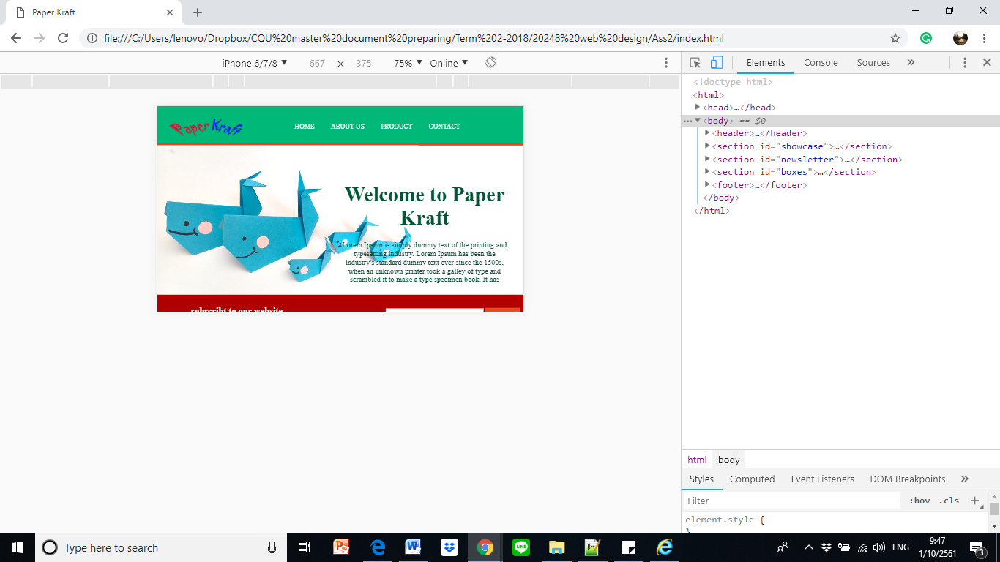 Paper Kraft
file:///C:/Users/lenovo/Dropbox/CQU%20master%20document%20preparing/Term%202-2018/20248%20web%20design/Ass2/index.html
iPhone 6/7/8 ▼ 667 × 375 75% ▼ Online ▼
Elements Console Sources »
<!doctype html>
<html>
▶<head>…</head>
…▼<body> == $0
▶<header>…</header>
▶<section id="showcase">…</section>
▶<section id="newsletter">…</section>
▶<section id="boxes">…</section>
▶<footer>…</footer>
</body>
</html>
Paper Kraft
HOME ABOUT US PRODUCT CONTACT
Welcome to Paper
Kraft
Lorem Ipsum is simply dummy text of the printing and
typesetting industry. Lorem Ipsum has been the
industry's standard dummy text ever since the 1500s,
when an unknown printer took a galley of type and
scrambled it to make a type specimen book. It has
subscribt to our website
html body
Styles Computed Event Listeners DOM Breakpoints »
Filter :hov .cls +
element.style {
}
Type here to search
ENG
9:47
1/10/2561
3
LINE